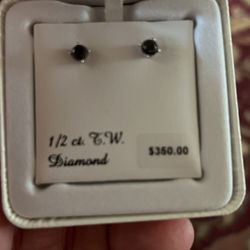 1/2 ct. T.W.
Diamond
$350.00